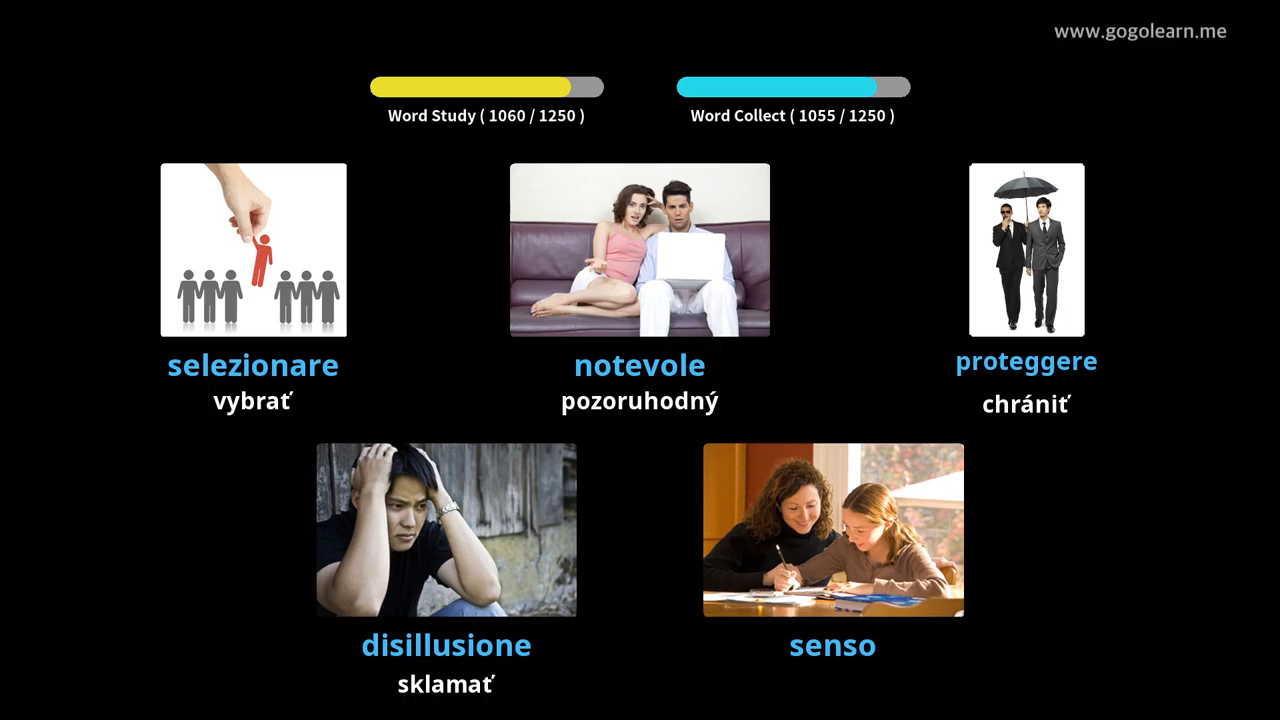 www.gogolearn.me
Word Study ( 1060 / 1250 )
Word Collect ( 1055 / 1250 )
selezionare
vybrať
notevole
pozoruhodný
proteggere
chrániť
disillusione
sklamať
senso